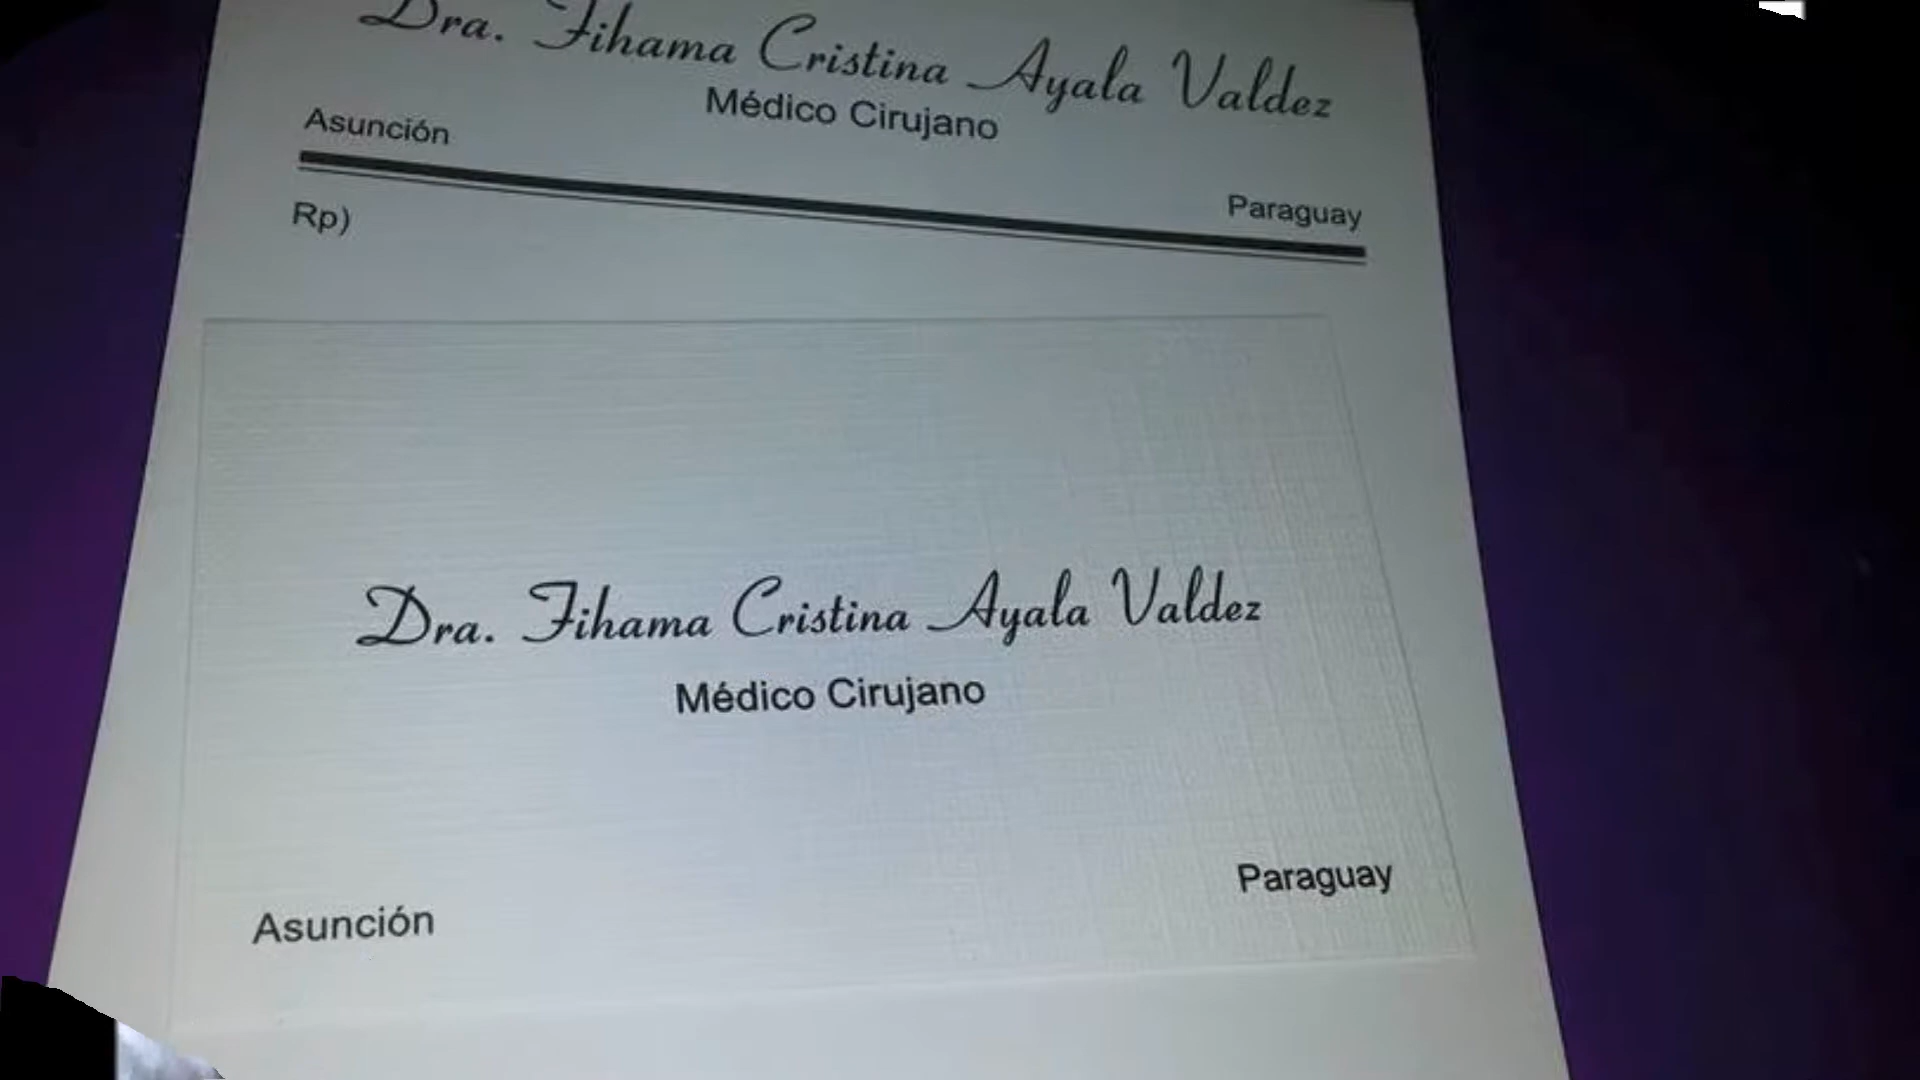 Dra. Fihama Cristina Ayala Valdez
Médico Cirujano
Asunción
Paraguay
Rp)
Dra. Fihama Cristina Ayala Valdez
Médico Cirujano
Asunción
Paraguay